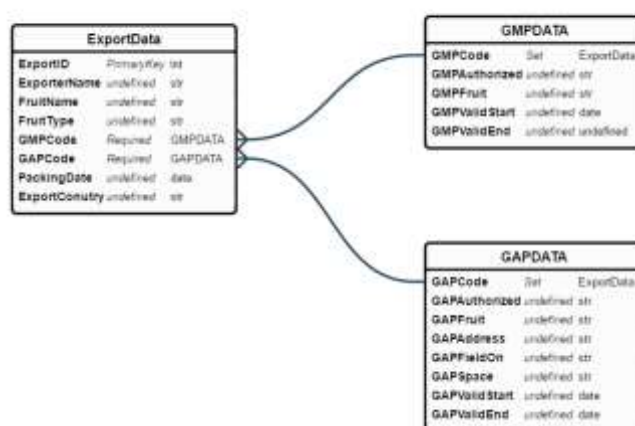 ExportData
ExportID PrimaryKey int
ExporterName undefined str
FruitName undefined str
FruitType undefined str
GMPCode Required GMPDATA
GAPCode Required GAPDATA
PackingDate undefined date
ExportConutry undefined str
GMPDATA
GMPCode Set ExportData
GMPAuthorized undefined str
GMPFruit undefined str
GMPValidStart undefined date
GMPValidEnd undefined undefined
GAPDATA
GAPCode Set ExportData
GAPAuthorized undefined str
GAPFruit undefined str
GAPAddress undefined str
GAPFieldOn undefined str
GAPSpace undefined str
GAPValidStart undefined date
GAPValidEnd undefined date